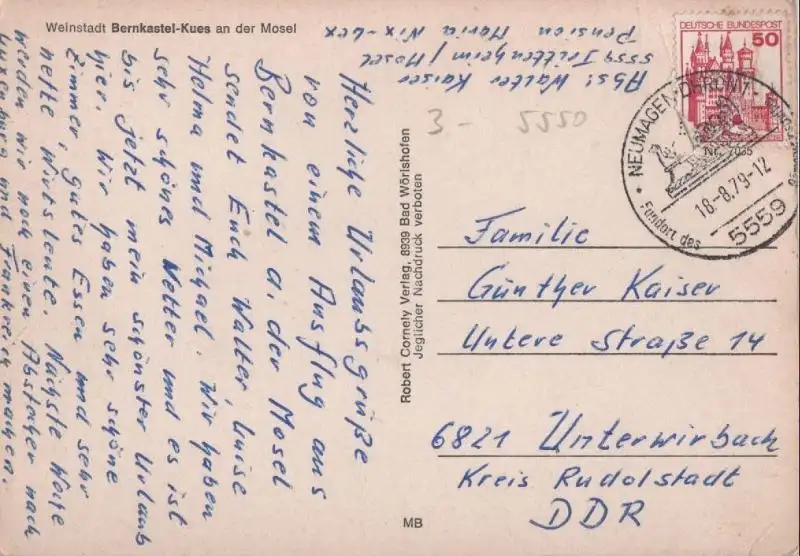 Weinstadt Bernkastel-Kues an der Mosel
Abs: Walter Kaiser
5559 Trittenheim / Mosel
Pension Maria Nix-
Herzliche Urlaubsgrüße
von einem Ausflug aus
Bernkastel a. der Mosel
sendet Euch Walter, Luise
Helma und Michael. Wir haben
sehr schönes Wetter und es ist
bis jetzt mein schönster Urlaub
hier. Wir haben sehr schöne
Zimmer, gutes Essen und sehr
nette Wirtsleute. Nächste Woche
werden wir noch einen Abstecher nach
Luxemburg und Frankreich machen.
3 - 5550
Robert Cornely Verlag, 8939 Bad Wörishofen
Jeglicher Nachdruck verboten
MB
DEUTSCHE BUNDESPOST
50
NEUMAGEN-DHRON 1
18.-8.79-12
5559
Fundort des
Familie
Günther Kaiser
Untere Straße 14
6821 Unterwirbach
Kreis Rudolstadt
DDR